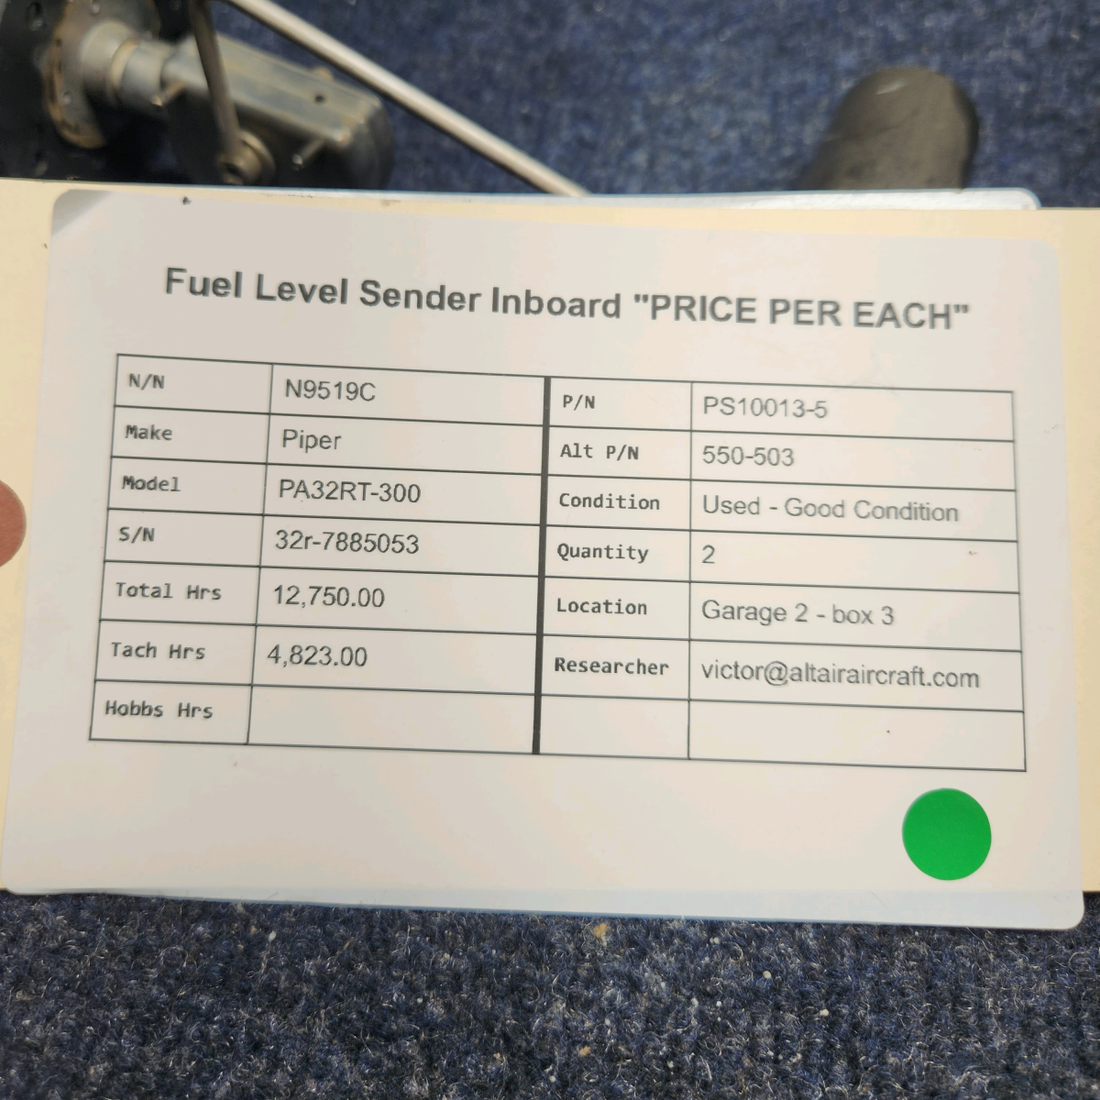 Fuel Level Sender Inboard "PRICE PER EACH"
N/N N9519C P/N PS10013-5
Make Piper Alt P/N 550-503
Model PA32RT-300 Condition Used - Good Condition
S/N 32r-7885053 Quantity 2
Total Hrs 12,750.00 Location Garage 2 - box 3
Tach Hrs 4,823.00 Researcher victor@altairaircraft.com
Hobbs Hrs